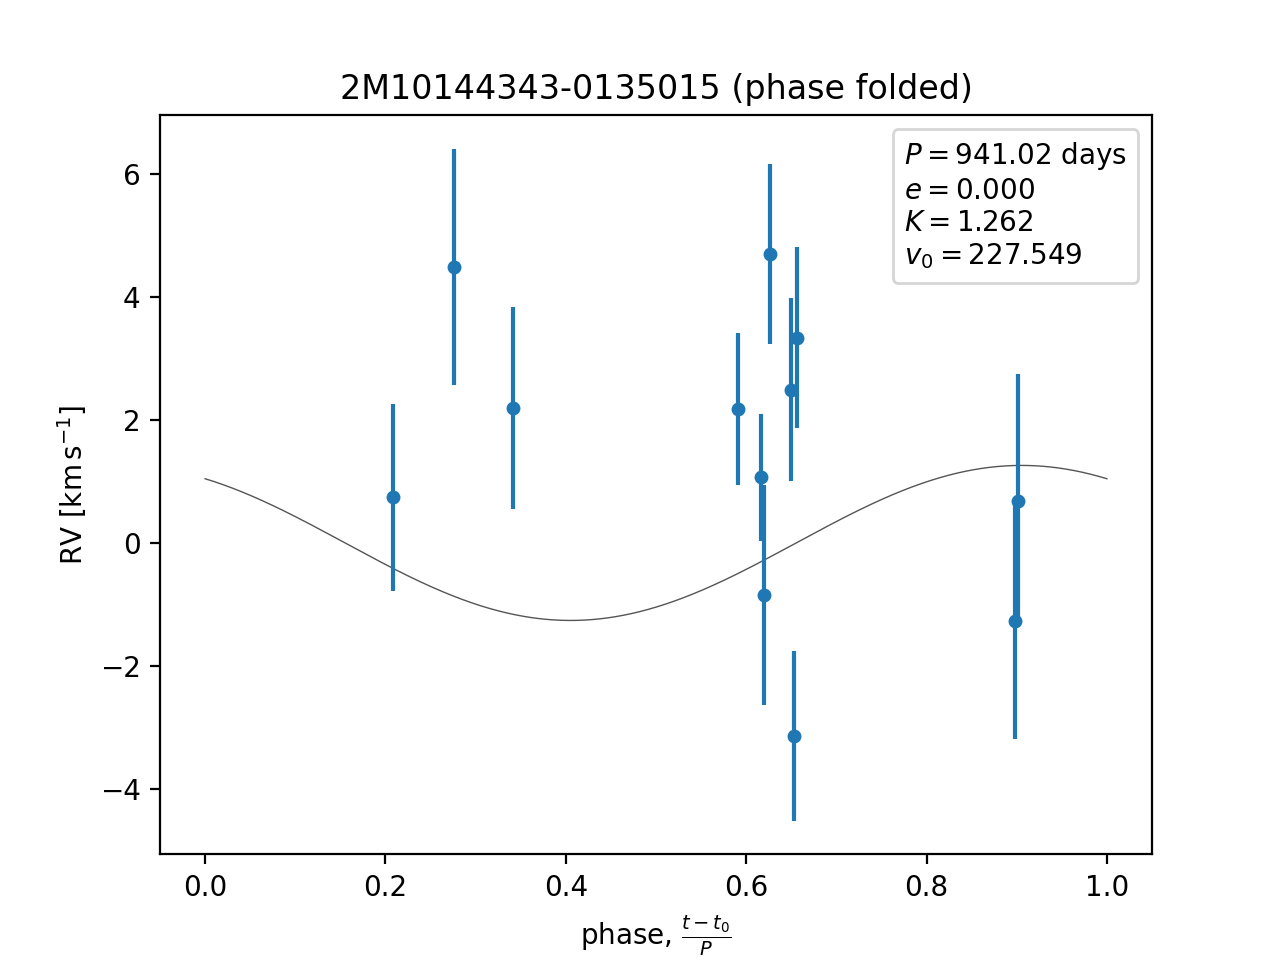 2M10144343-0135015 (phase folded)
P = 941.02 days
e = 0.000
K = 1.262
v₀ = 227.549
RV [km s⁻¹]
6
4
2
0
−2
−4
0.0 0.2 0.4 0.6 0.8 1.0
phase, (t − t₀)/P